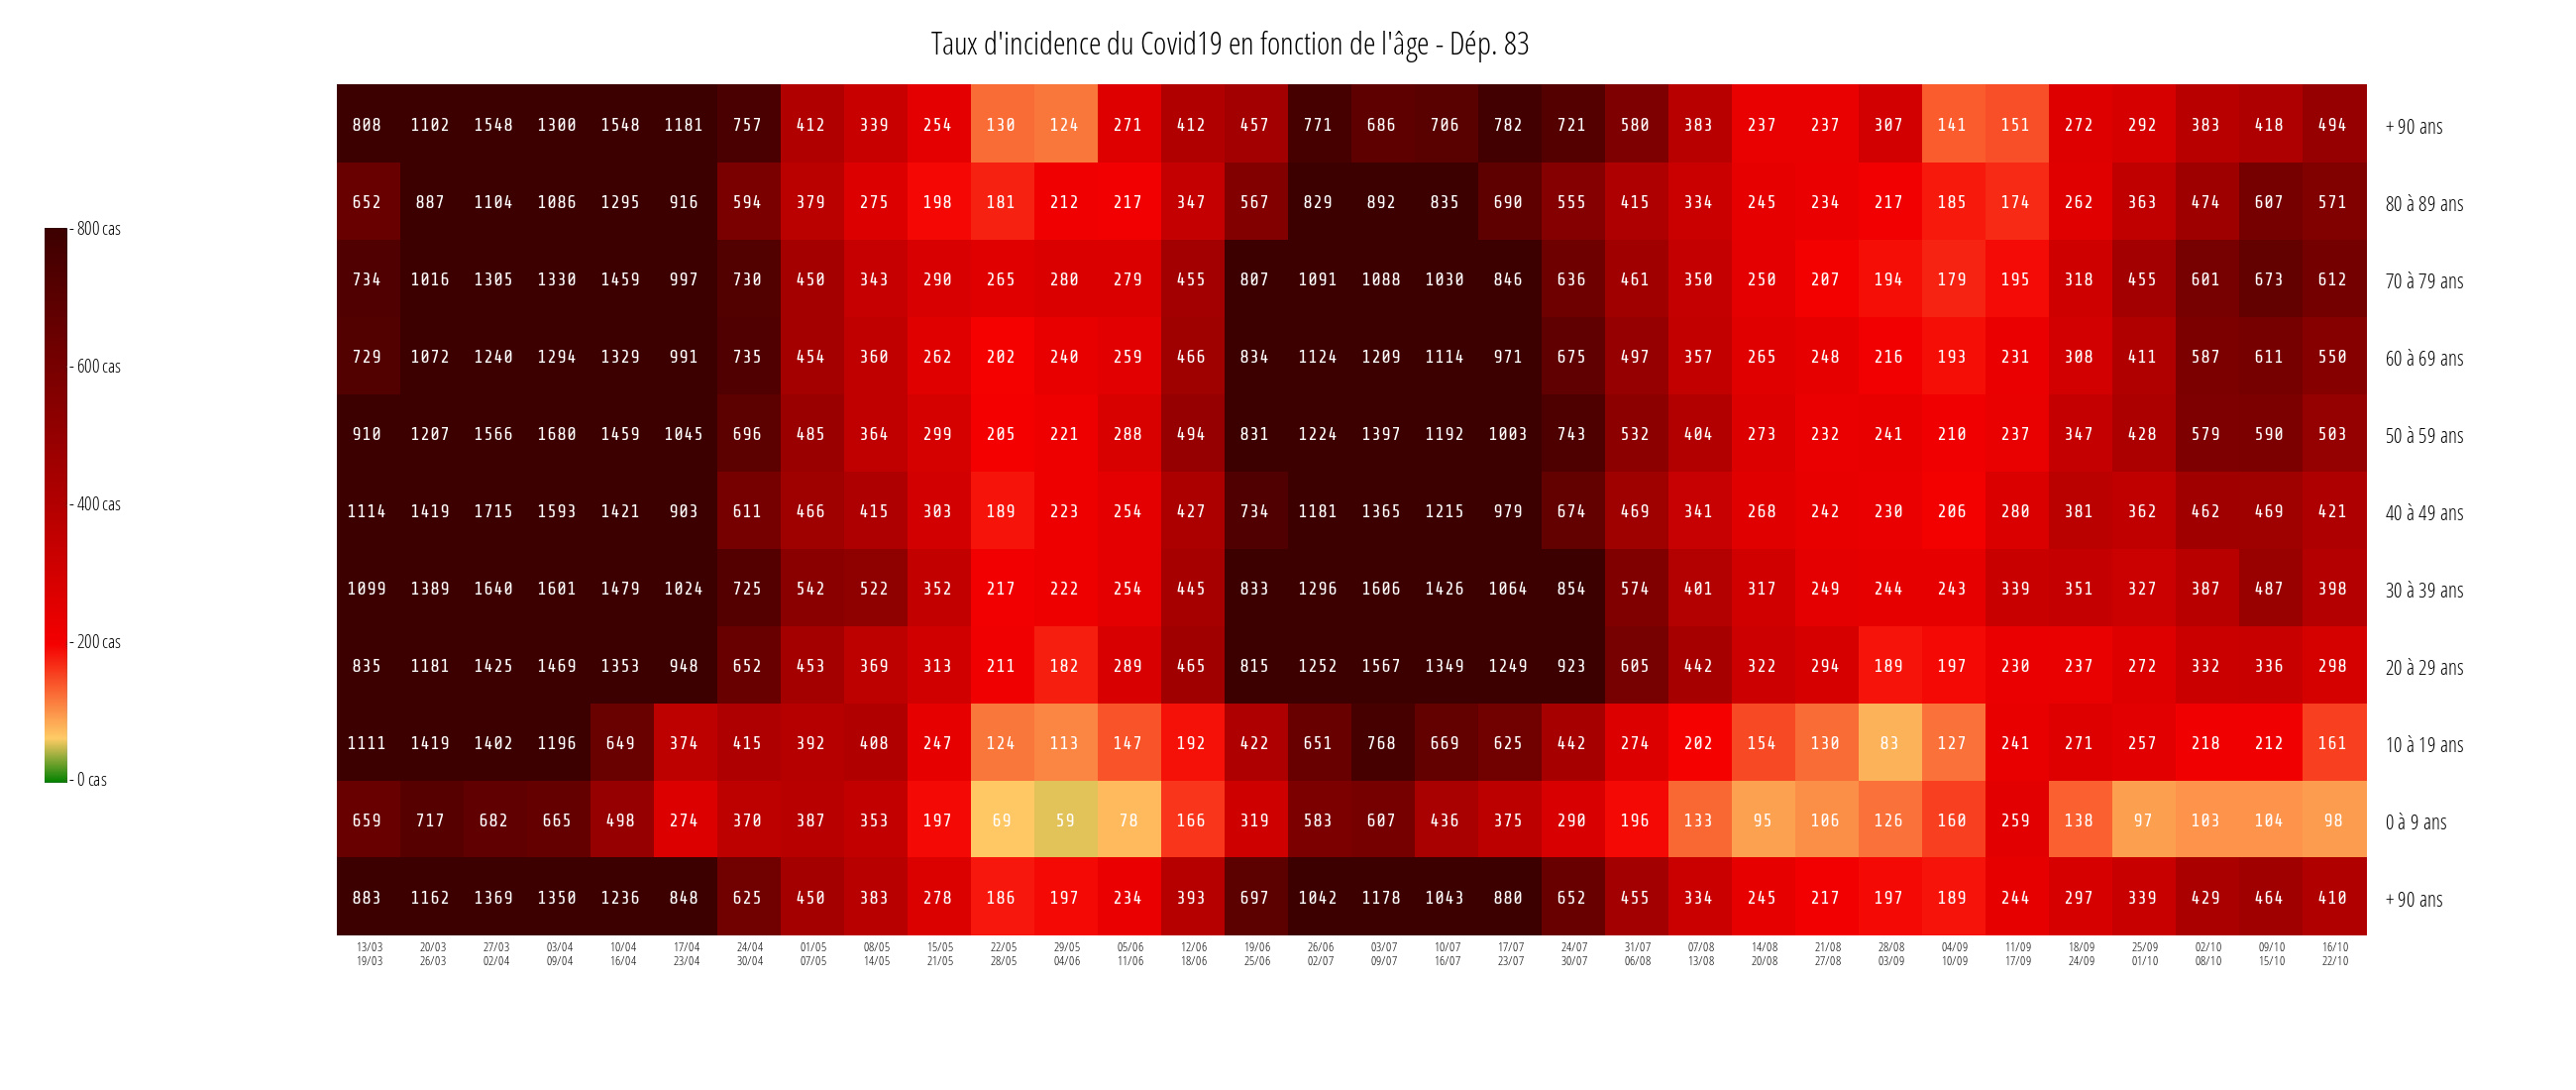 Taux d'incidence du Covid19 en fonction de l'âge - Dép. 83
- 800 cas
- 600 cas
- 400 cas
- 200 cas
- 0 cas
808 1102 1548 1300 1548 1181 757 412 339 254 130 124 271 412 457 771 686 706 782 721 580 383 237 237 307 141 151 272 292 383 418 494 + 90 ans
652 887 1104 1086 1295 916 594 379 275 198 181 212 217 347 567 829 892 835 690 555 415 334 245 234 217 185 174 262 363 474 607 571 80 à 89 ans
734 1016 1305 1330 1459 997 730 450 343 290 265 280 279 455 807 1091 1088 1030 846 636 461 350 250 207 194 179 195 318 455 601 673 612 70 à 79 ans
729 1072 1240 1294 1329 991 735 454 360 262 202 240 259 466 834 1124 1209 1114 971 675 497 357 265 248 216 193 231 308 411 587 611 550 60 à 69 ans
910 1207 1566 1680 1459 1045 696 485 364 299 205 221 288 494 831 1224 1397 1192 1003 743 532 404 273 232 241 210 237 347 428 579 590 503 50 à 59 ans
1114 1419 1715 1593 1421 903 611 466 415 303 189 223 254 427 734 1181 1365 1215 979 674 469 341 268 242 230 206 280 381 362 462 469 421 40 à 49 ans
1099 1389 1640 1601 1479 1024 725 542 522 352 217 222 254 445 833 1296 1606 1426 1064 854 574 401 317 249 244 243 339 351 327 387 487 398 30 à 39 ans
835 1181 1425 1469 1353 948 652 453 369 313 211 182 289 465 815 1252 1567 1349 1249 923 605 442 322 294 189 197 230 237 272 332 336 298 20 à 29 ans
1111 1419 1402 1196 649 374 415 392 408 247 124 113 147 192 422 651 768 669 625 442 274 202 154 130 83 127 241 271 257 218 212 161 10 à 19 ans
659 717 682 665 498 274 370 387 353 197 69 59 78 166 319 583 607 436 375 290 196 133 95 106 126 160 259 138 97 103 104 98 0 à 9 ans
883 1162 1369 1350 1236 848 625 450 383 278 186 197 234 393 697 1042 1178 1043 880 652 455 334 245 217 197 189 244 297 339 429 464 410 + 90 ans
13/03 20/03 27/03 03/04 10/04 17/04 24/04 01/05 08/05 15/05 22/05 29/05 05/06 12/06 19/06 26/06 03/07 10/07 17/07 24/07 31/07 07/08 14/08 21/08 28/08 04/09 11/09 18/09 25/09 02/10 09/10 16/10
19/03 26/03 02/04 09/04 16/04 23/04 30/04 07/05 14/05 21/05 28/05 04/06 11/06 18/06 25/06 02/07 09/07 16/07 23/07 30/07 06/08 13/08 20/08 27/08 03/09 10/09 17/09 24/09 01/10 08/10 15/10 22/10